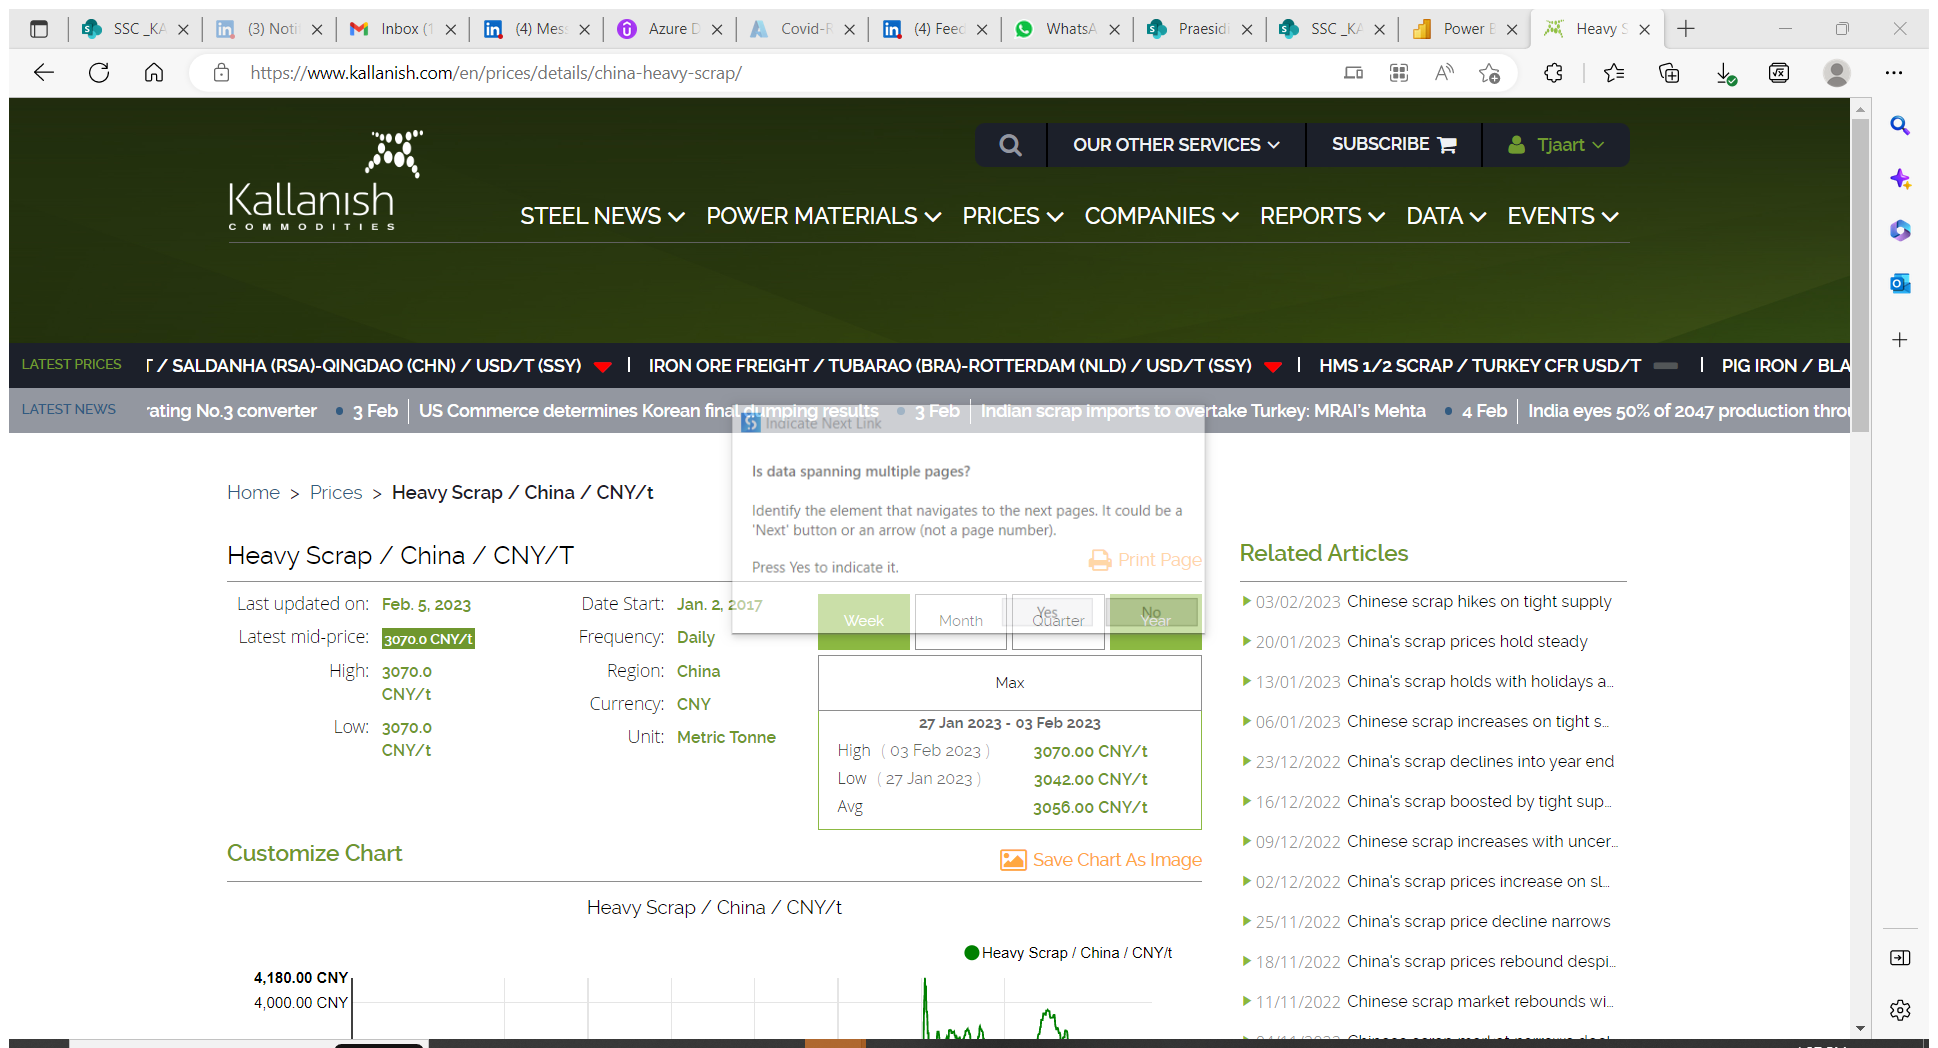 SSC _KA
(3) Noti
Inbox (1
(4) Mes
Azure D
Covid-R
(4) Feed
WhatsA
Praesidi
SSC _KA
Power B
Heavy S
https://www.kallanish.com/en/prices/details/china-heavy-scrap/
Kallanish
COMMODITIES
OUR OTHER SERVICES
SUBSCRIBE
Tjaart
STEEL NEWS
POWER MATERIALS
PRICES
COMPANIES
REPORTS
DATA
EVENTS
LATEST PRICES
T / SALDANHA (RSA)-QINGDAO (CHN) / USD/T (SSY)
IRON ORE FREIGHT / TUBARAO (BRA)-ROTTERDAM (NLD) / USD/T (SSY)
HMS 1/2 SCRAP / TURKEY CFR USD/T
PIG IRON / BLA
LATEST NEWS
rating No.3 converter
3 Feb
US Commerce determines Korean final dumping results
3 Feb
Indian scrap imports to overtake Turkey: MRAI's Mehta
4 Feb
India eyes 50% of 2047 production throu
Indicate Next Link
Is data spanning multiple pages?
Identify the element that navigates to the next pages. It could be a
'Next' button or an arrow (not a page number).
Press Yes to indicate it.
Yes
No
Home > Prices > Heavy Scrap / China / CNY/t
Heavy Scrap / China / CNY/T
Print Page
Last updated on: Feb. 5, 2023
Latest mid-price: 3070.0 CNY/t
High: 3070.0
CNY/t
Low: 3070.0
CNY/t
Date Start: Jan. 2, 2017
Frequency: Daily
Region: China
Currency: CNY
Unit: Metric Tonne
Week
Month
Quarter
Year
Max
27 Jan 2023 - 03 Feb 2023
High ( 03 Feb 2023 ) 3070.00 CNY/t
Low ( 27 Jan 2023 ) 3042.00 CNY/t
Avg 3056.00 CNY/t
Customize Chart
Save Chart As Image
Heavy Scrap / China / CNY/t
Heavy Scrap / China / CNY/t
4,180.00 CNY
4,000.00 CNY
Related Articles
03/02/2023 Chinese scrap hikes on tight supply
20/01/2023 China's scrap prices hold steady
13/01/2023 China's scrap holds with holidays a...
06/01/2023 Chinese scrap increases on tight s...
23/12/2022 China's scrap declines into year end
16/12/2022 China's scrap boosted by tight sup...
09/12/2022 Chinese scrap increases with uncer...
02/12/2022 China's scrap prices increase on sl...
25/11/2022 China's scrap price decline narrows
18/11/2022 China's scrap prices rebound despi...
11/11/2022 Chinese scrap market rebounds wi...